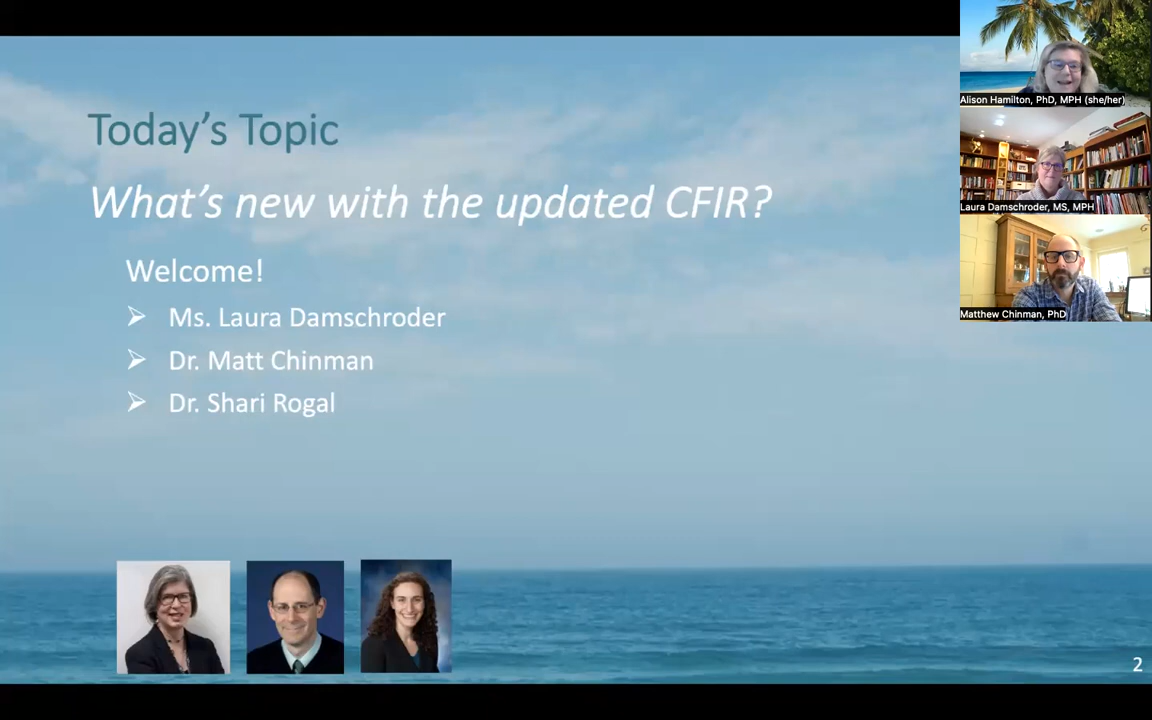 Today's Topic
What's new with the updated CFIR?
Welcome!
➢ Ms. Laura Damschroder
➢ Dr. Matt Chinman
➢ Dr. Shari Rogal
2
Alison Hamilton, PhD, MPH (she/her)
Laura Damschroder, MS, MPH
Matthew Chinman, PhD